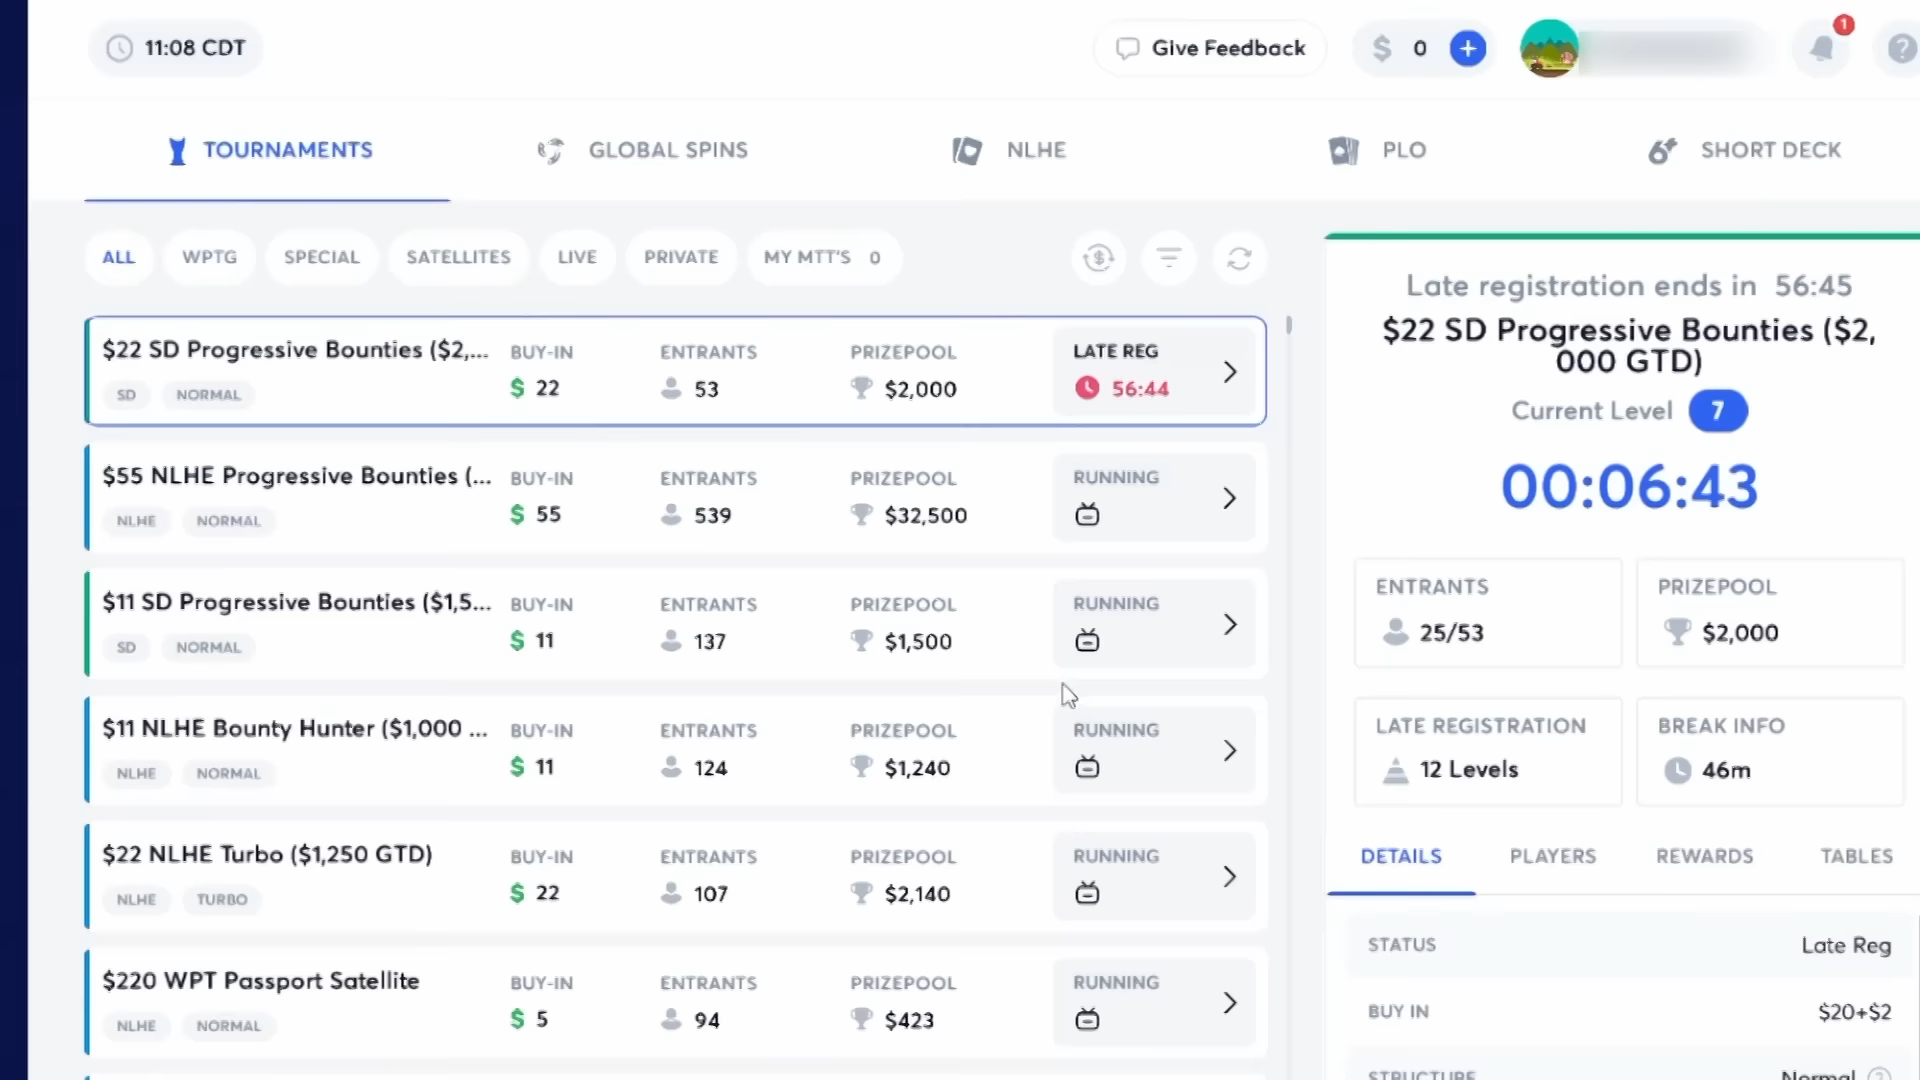 11:08 CDT
Give Feedback
$ 0 +
1
?
TOURNAMENTS
GLOBAL SPINS
NLHE
PLO
6+
SHORT DECK
ALL
WPTG
SPECIAL
SATELLITES
LIVE
PRIVATE
MY MTT'S 0
$22 SD Progressive Bounties ($2,...
SD NORMAL
BUY-IN
$ 22
ENTRANTS
53
PRIZEPOOL
$2,000
LATE REG
56:44
$55 NLHE Progressive Bounties (...
NLHE NORMAL
BUY-IN
$ 55
ENTRANTS
539
PRIZEPOOL
$32,500
RUNNING
$11 SD Progressive Bounties ($1,5...
SD NORMAL
BUY-IN
$ 11
ENTRANTS
137
PRIZEPOOL
$1,500
RUNNING
$11 NLHE Bounty Hunter ($1,000 ...
NLHE NORMAL
BUY-IN
$ 11
ENTRANTS
124
PRIZEPOOL
$1,240
RUNNING
$22 NLHE Turbo ($1,250 GTD)
NLHE TURBO
BUY-IN
$ 22
ENTRANTS
107
PRIZEPOOL
$2,140
RUNNING
$220 WPT Passport Satellite
NLHE NORMAL
BUY-IN
$ 5
ENTRANTS
94
PRIZEPOOL
$423
RUNNING
Late registration ends in 56:45
$22 SD Progressive Bounties ($2,
000 GTD)
Current Level 7
00:06:43
ENTRANTS
25/53
PRIZEPOOL
$2,000
LATE REGISTRATION
12 Levels
BREAK INFO
46m
DETAILS
PLAYERS
REWARDS
TABLES
STATUS Late Reg
BUY IN $20+$2
STRUCTURE Normal ?